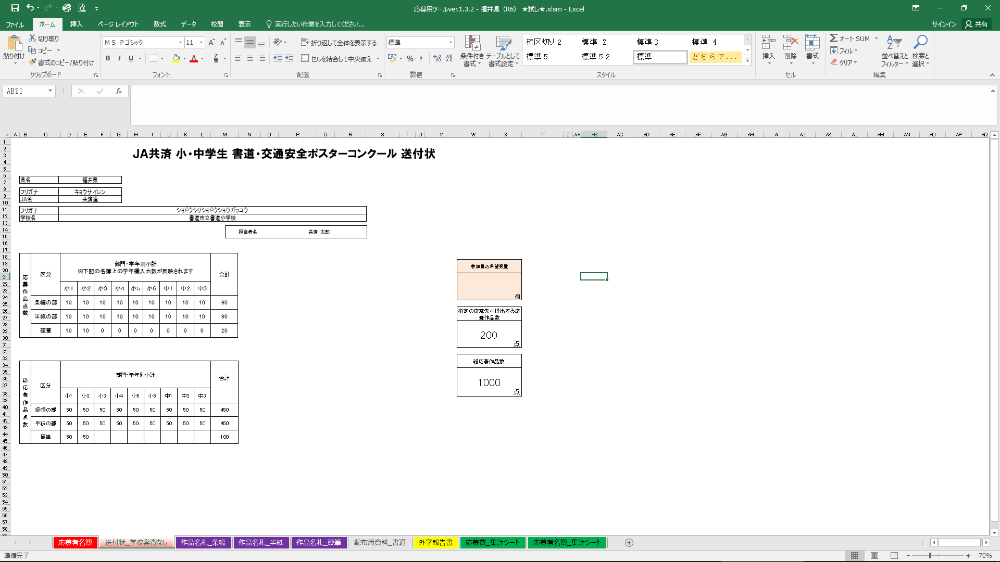 応募用ツールver.1.3.2 - 福井県（R6） ★試し★.xlsm - Excel
ファイル ホーム 挿入 ページ レイアウト 数式 データ 校閲 表示 実行したい作業を入力してください... サインイン 共有
貼り付け 切り取り コピー 書式のコピー/貼り付け クリップボード
ＭＳ Ｐゴシック 11 B I U フォント
折り返して全体を表示する セルを結合して中央揃え 配置
標準 % 数値
条件付き書式 テーブルとして書式設定
桁区切り 2 標準 2 標準 3 標準 4
標準 5 標準 5 2 標準 どちらで...
スタイル
挿入 削除 書式 セル
オート SUM フィル クリア 並べ替えとフィルター 検索と選択 編集
AB21 fx
A B C D E F G H I J K L M N O P Q R S T U V W X Y Z AA AB AC AD AE AF AG AH AI AJ AK AL AM AN AO AP AQ
JA共済 小・中学生 書道・交通安全ポスターコンクール 送付状
県名 福井県
フリガナ キョウサイレン
JA名 共済連
フリガナ ショドウシリショドウショウガッコウ
学校名 書道市立書道小学校
担当者名 共済 太郎
応募作品点数 区分 部門・学年別小計 合計
※下記の名簿上の学年欄入力数が反映されます
小1 小2 小3 小4 小5 小6 中1 中2 中3
条幅の部 10 10 10 10 10 10 10 10 10 90
半紙の部 10 10 10 10 10 10 10 10 10 90
硬筆 10 10 0 0 0 0 0 0 0 20
参加賞の希望数量
個
指定の応募先へ提出する応募作品数
200
点
総応募作品数
1000
点
総応募作品点数 区分 部門・学年別小計 合計
小1 小2 小3 小4 小5 小6 中1 中2 中3
条幅の部 50 50 50 50 50 50 50 50 50 450
半紙の部 50 50 50 50 50 50 50 50 50 450
硬筆 50 50 100
応募者名簿 送付状_学校審査なし 作品名札_条幅 作品名札_半紙 作品名札_硬筆 配布用資料_書道 外字報告書 応募数_集計シート 応募者名簿_集計シート
準備完了 70%